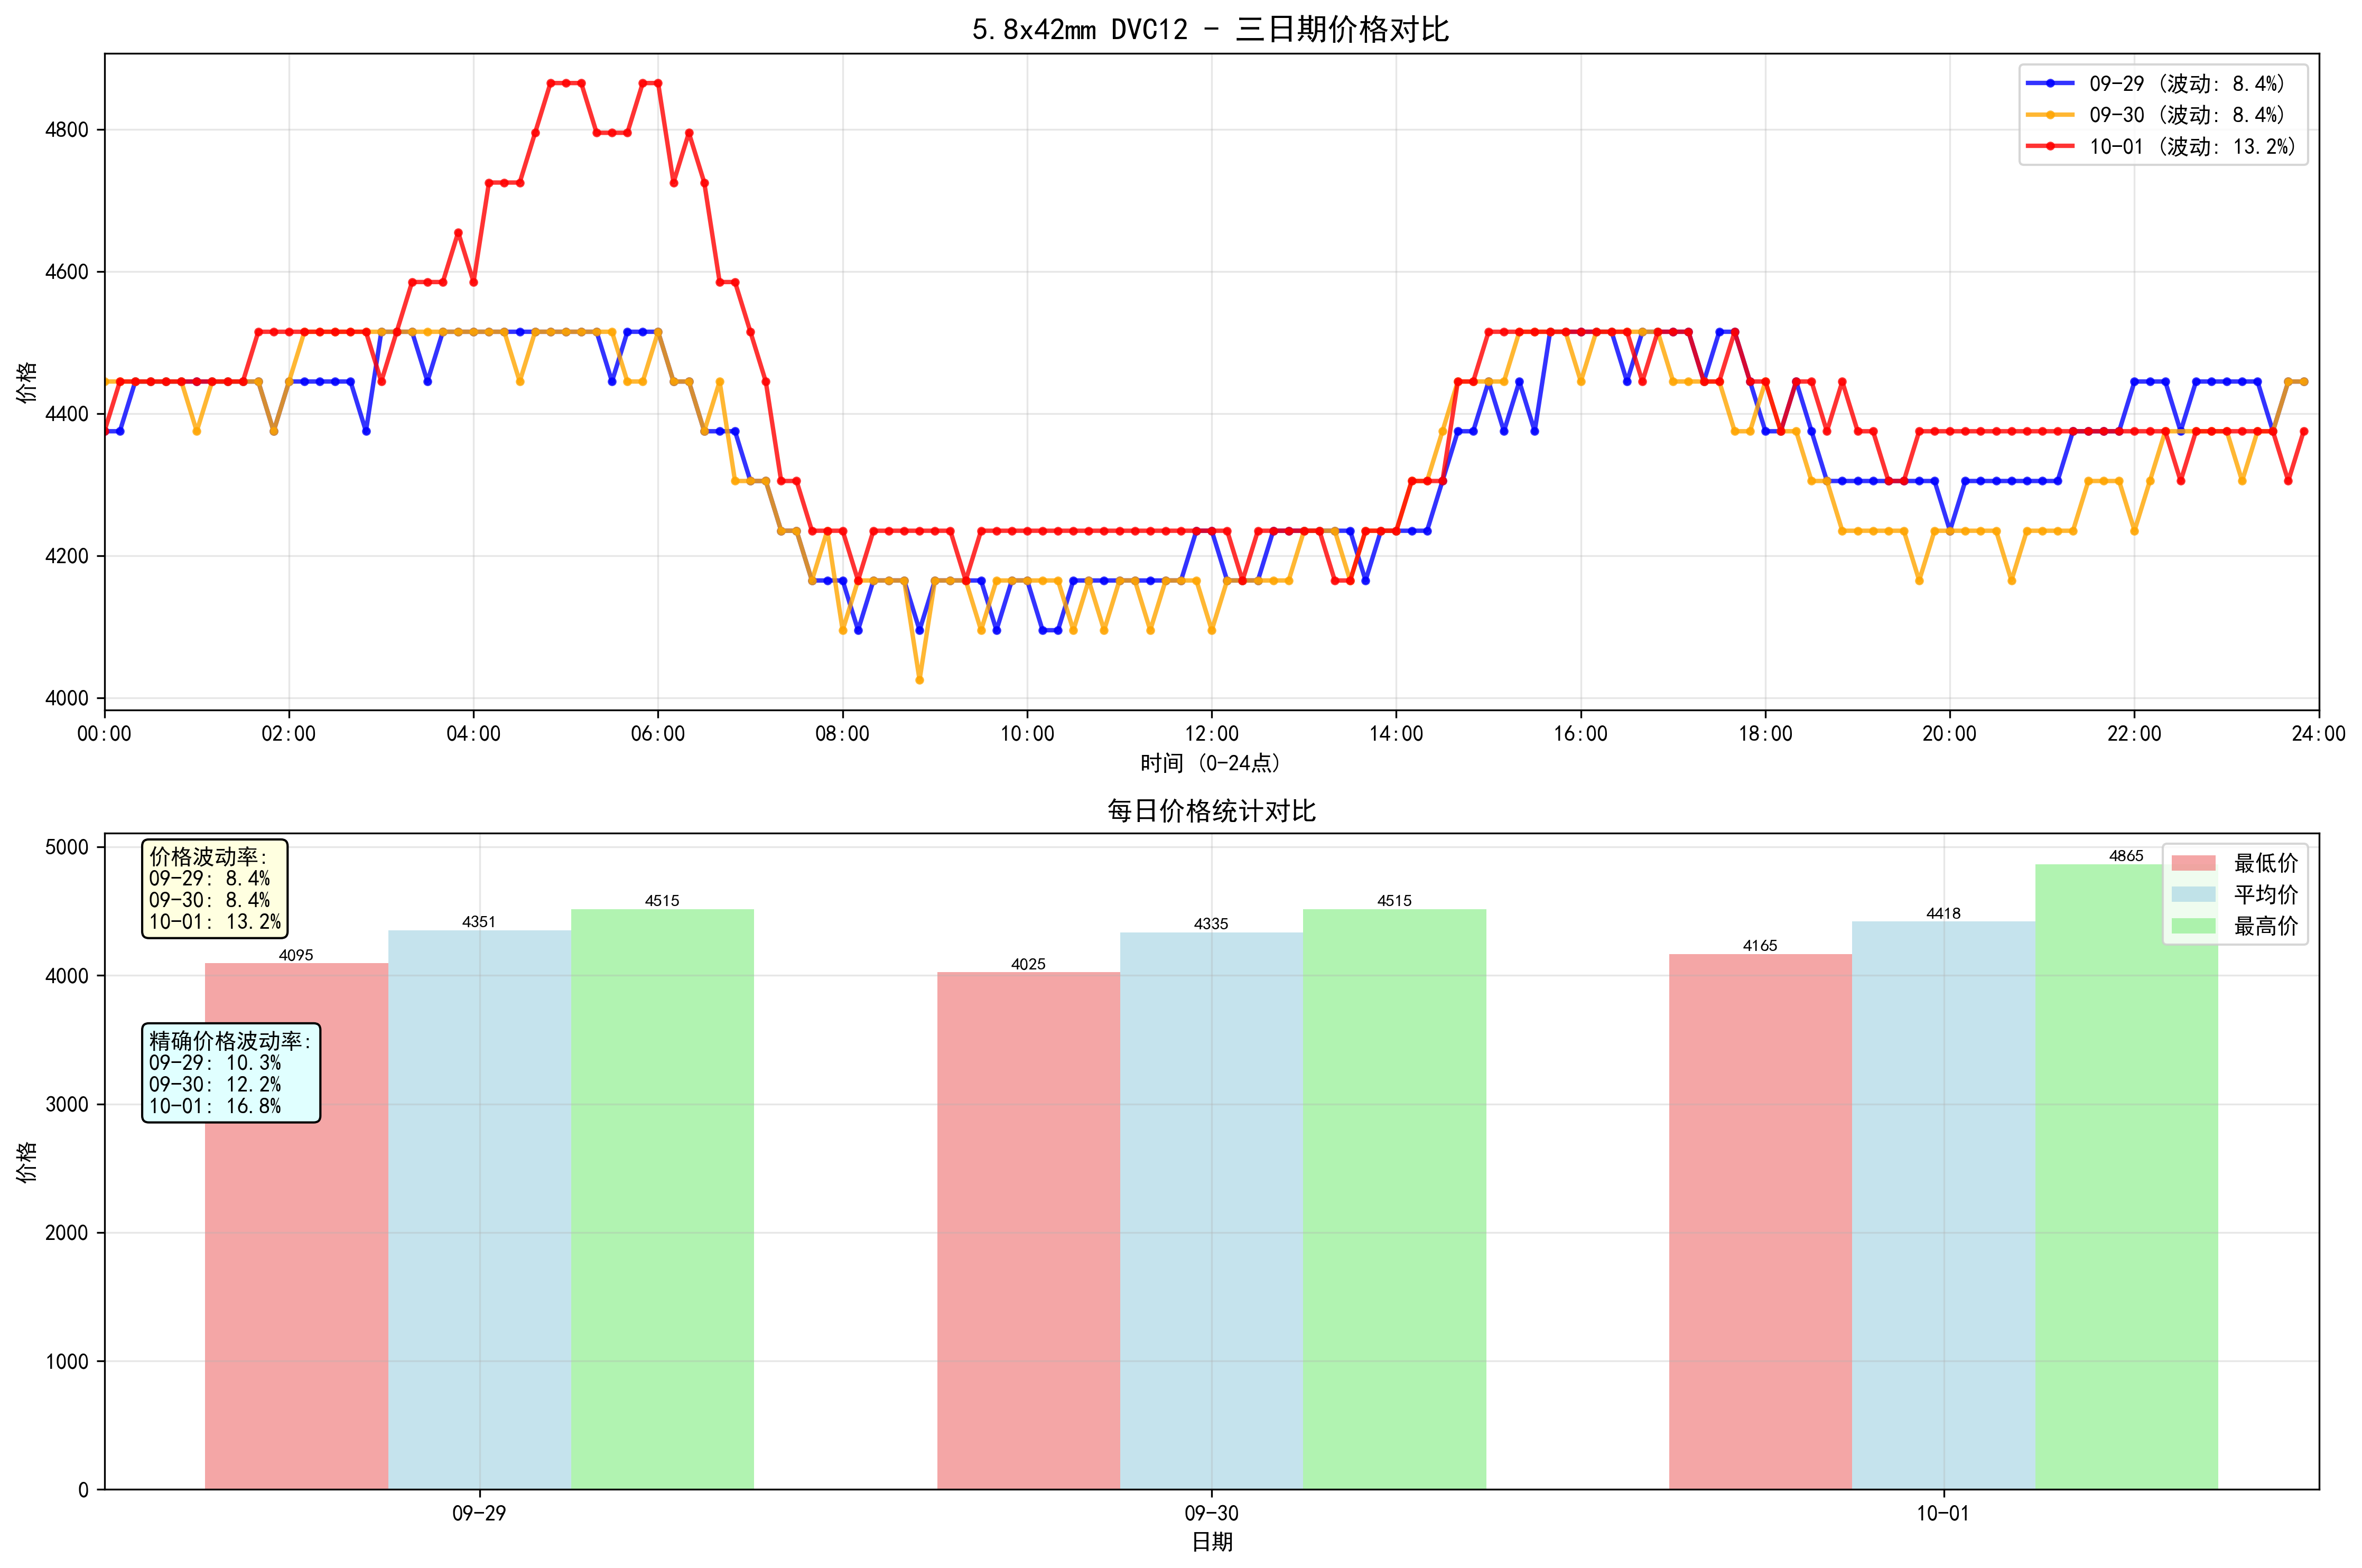 5.8x42mm DVC12 - 三日期价格对比
09-29 (波动: 8.4%)
09-30 (波动: 8.4%)
10-01 (波动: 13.2%)
价格
4800
4600
4400
4200
4000
00:00 02:00 04:00 06:00 08:00 10:00 12:00 14:00 16:00 18:00 20:00 22:00 24:00
时间 (0-24点)
每日价格统计对比
价格波动率:
09-29: 8.4%
09-30: 8.4%
10-01: 13.2%
精确价格波动率:
09-29: 10.3%
09-30: 12.2%
10-01: 16.8%
最低价
平均价
最高价
4095 4351 4515 4025 4335 4515 4165 4418 4865
价格
5000
4000
3000
2000
1000
0
09-29 09-30 10-01
日期